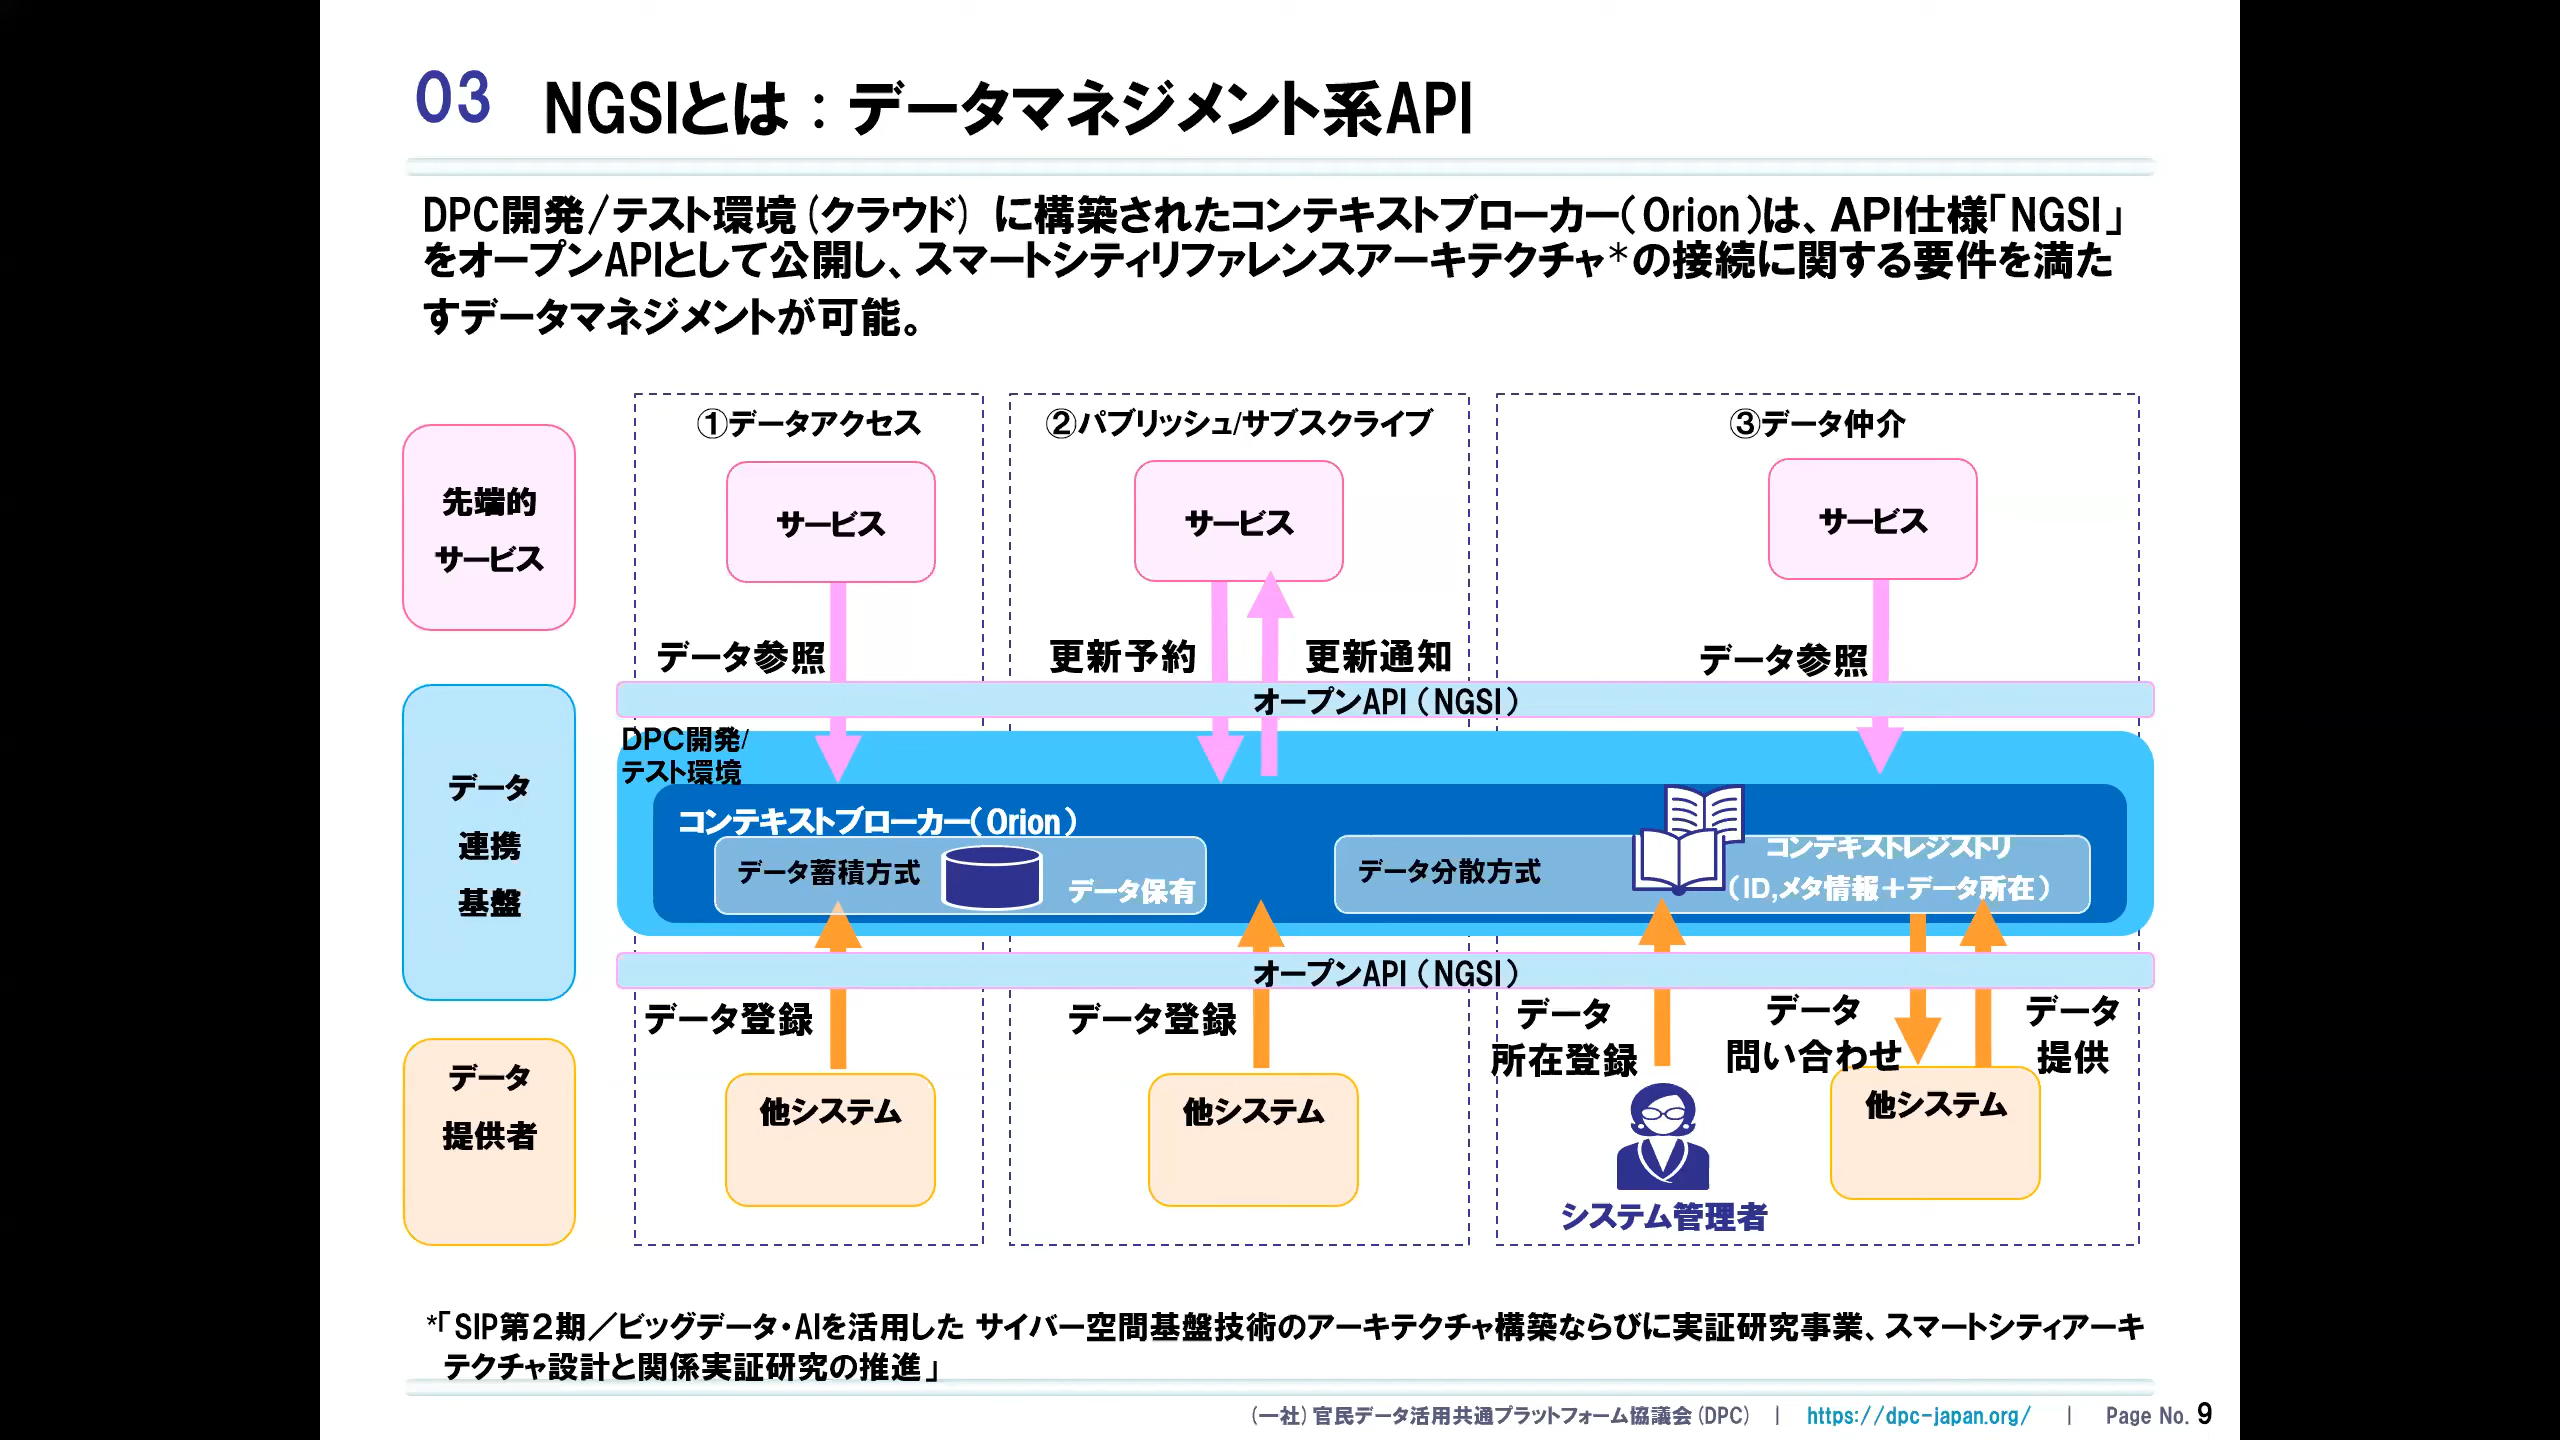 03 NGSIとは：データマネジメント系API
DPC開発/テスト環境(クラウド) に構築されたコンテキストブローカー(Orion)は、API仕様「NGSI」
をオープンAPIとして公開し、スマートシティリファレンスアーキテクチャ*の接続に関する要件を満た
すデータマネジメントが可能。
①データアクセス
②パブリッシュ/サブスクライブ
③データ仲介
先端的
サービス
サービス
サービス
サービス
データ参照
更新予約
更新通知
データ参照
オープンAPI(NGSI)
DPC開発/
テスト環境
データ
連携
基盤
コンテキストブローカー(Orion)
データ蓄積方式
データ保有
データ分散方式
コンテキストレジストリ
(ID,メタ情報＋データ所在)
オープンAPI(NGSI)
データ登録
データ登録
データ
所在登録
データ
問い合わせ
データ
提供
データ
提供者
他システム
他システム
他システム
システム管理者
*「SIP第2期／ビッグデータ・AIを活用した サイバー空間基盤技術のアーキテクチャ構築ならびに実証研究事業、スマートシティアーキ
テクチャ設計と関係実証研究の推進」
(一社)官民データ活用共通プラットフォーム協議会(DPC) | https://dpc-japan.org/ | Page No. 9